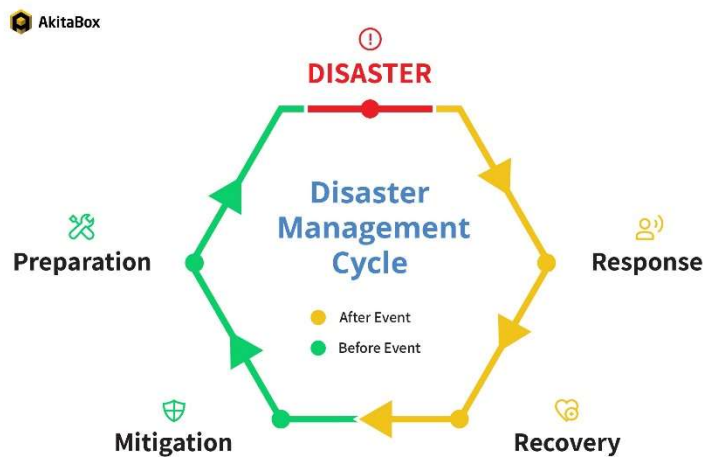 AkitaBox
DISASTER
Disaster
Management
Cycle
Preparation
Response
After Event
Before Event
Mitigation
Recovery